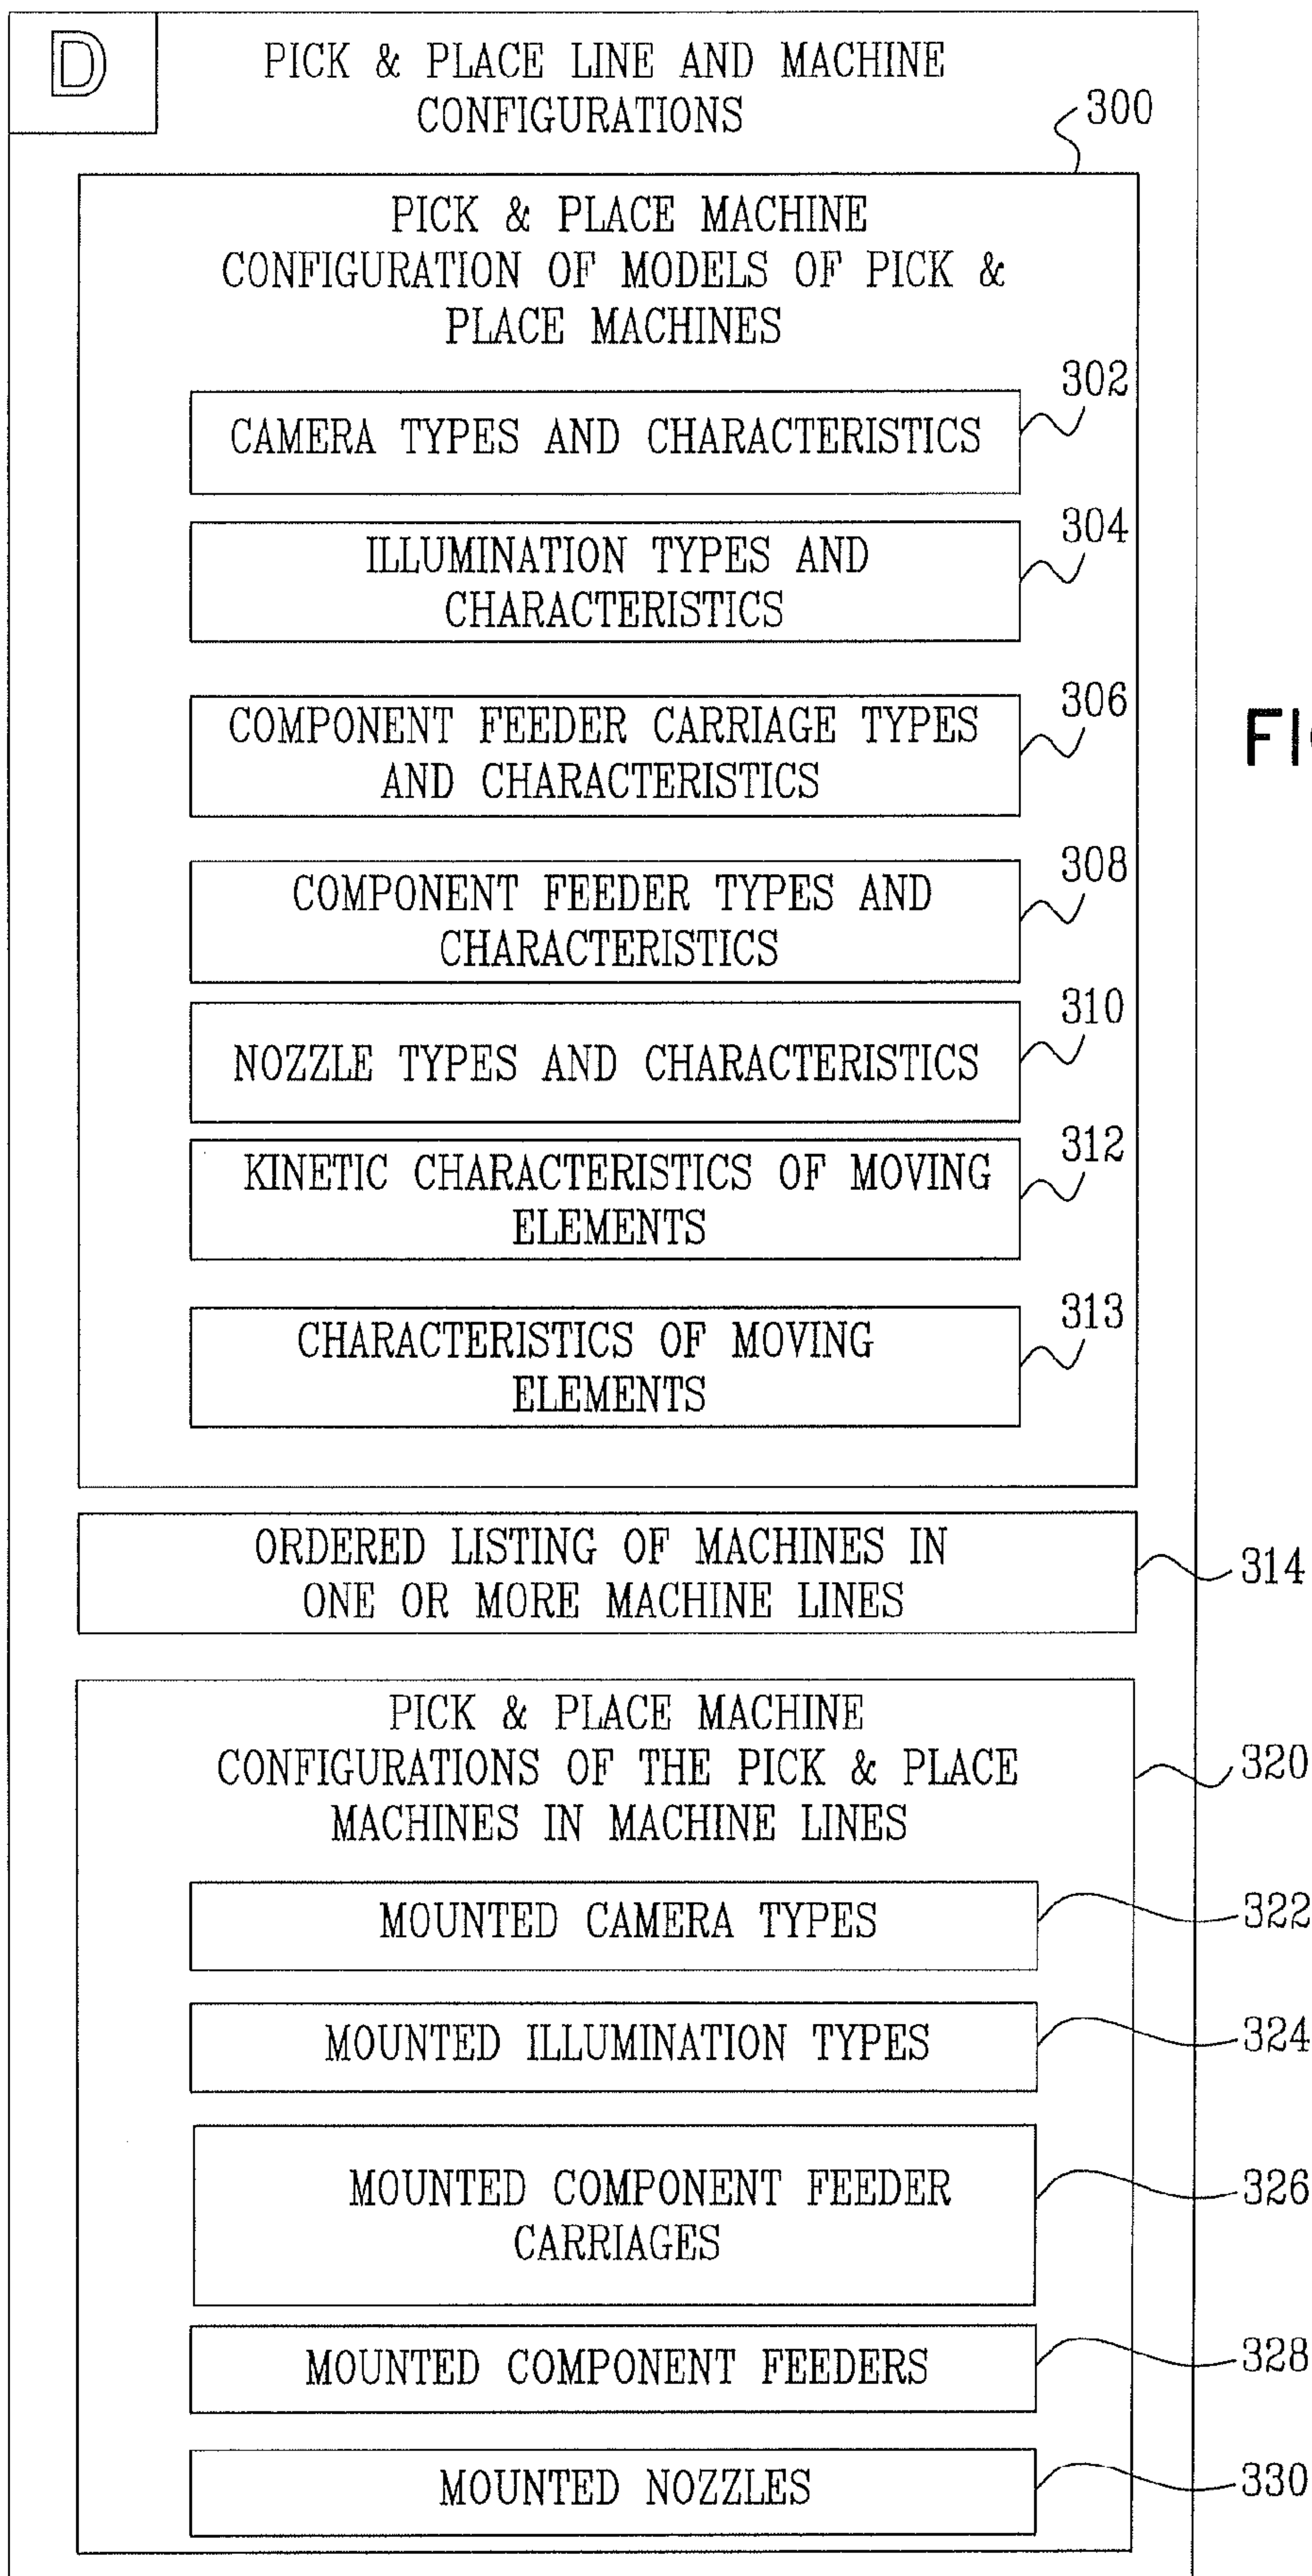 D
PICK & PLACE LINE AND MACHINE
CONFIGURATIONS
300
PICK & PLACE MACHINE
CONFIGURATION OF MODELS OF PICK &
PLACE MACHINES
302
CAMERA TYPES AND CHARACTERISTICS
304
ILLUMINATION TYPES AND
CHARACTERISTICS
306
COMPONENT FEEDER CARRIAGE TYPES
AND CHARACTERISTICS
FI
308
COMPONENT FEEDER TYPES AND
CHARACTERISTICS
310
NOZZLE TYPES AND CHARACTERISTICS
312
KINETIC CHARACTERISTICS OF MOVING
ELEMENTS
313
CHARACTERISTICS OF MOVING
ELEMENTS
ORDERED LISTING OF MACHINES IN
ONE OR MORE MACHINE LINES
314
PICK & PLACE MACHINE
CONFIGURATIONS OF THE PICK & PLACE
MACHINES IN MACHINE LINES
320
MOUNTED CAMERA TYPES
322
MOUNTED ILLUMINATION TYPES
324
MOUNTED COMPONENT FEEDER
CARRIAGES
326
MOUNTED COMPONENT FEEDERS
328
MOUNTED NOZZLES
330